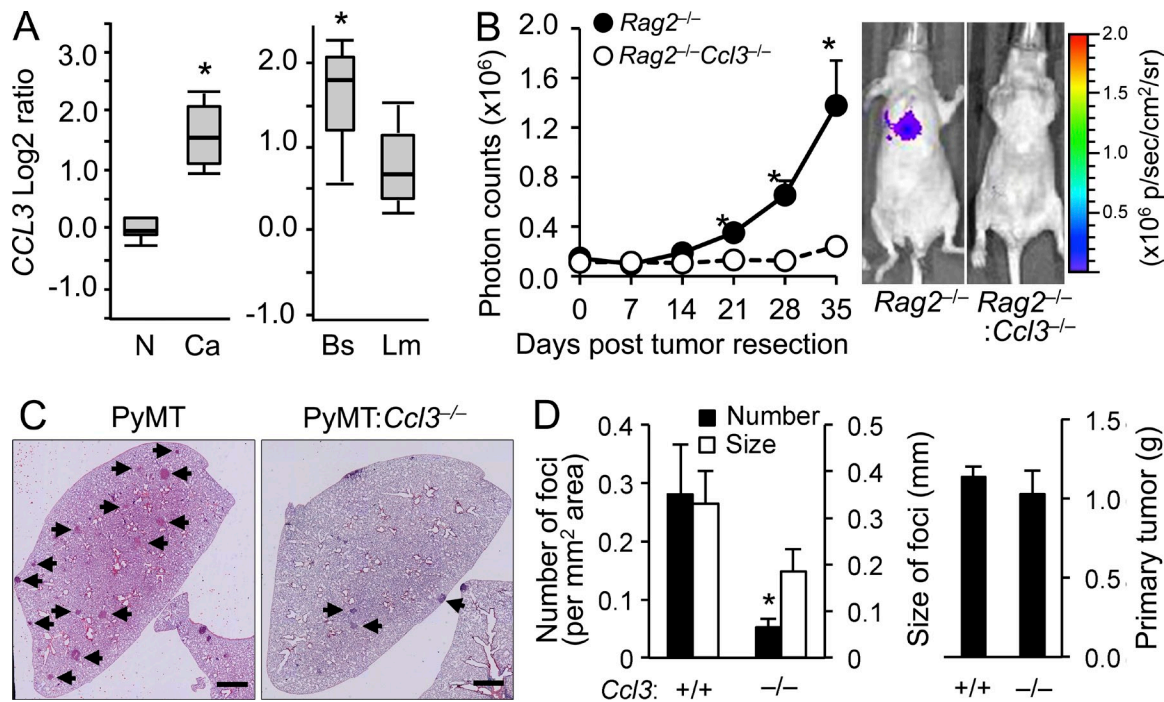 A
CCL3 Log2 ratio
3.0
2.0
1.0
0.0
-1.0
*
N Ca
2.0
1.0
0.0
-1.0
*
Bs Lm
B
Photon counts (x10⁶)
2.0
1.6
1.2
0.8
0.4
0.0
Rag2–/–
Rag2–/–Ccl3–/–
*
*
*
*
0 7 14 21 28 35
Days post tumor resection
Rag2–/– Rag2–/–
:Ccl3–/–
2.0
1.5
1.0
0.5
(x10⁶ p/sec/cm²/sr)
C
PyMT PyMT:Ccl3–/–
D
Number
Size
Number of foci
(per mm² area)
0.4
0.3
0.2
0.1
0
*
0.5
0.4
0.3
0.2
0.1
0
Size of foci (mm)
Ccl3: +/+ –/–
1.5
1.0
0.5
0.0
Primary tumor (g)
+/+ –/–